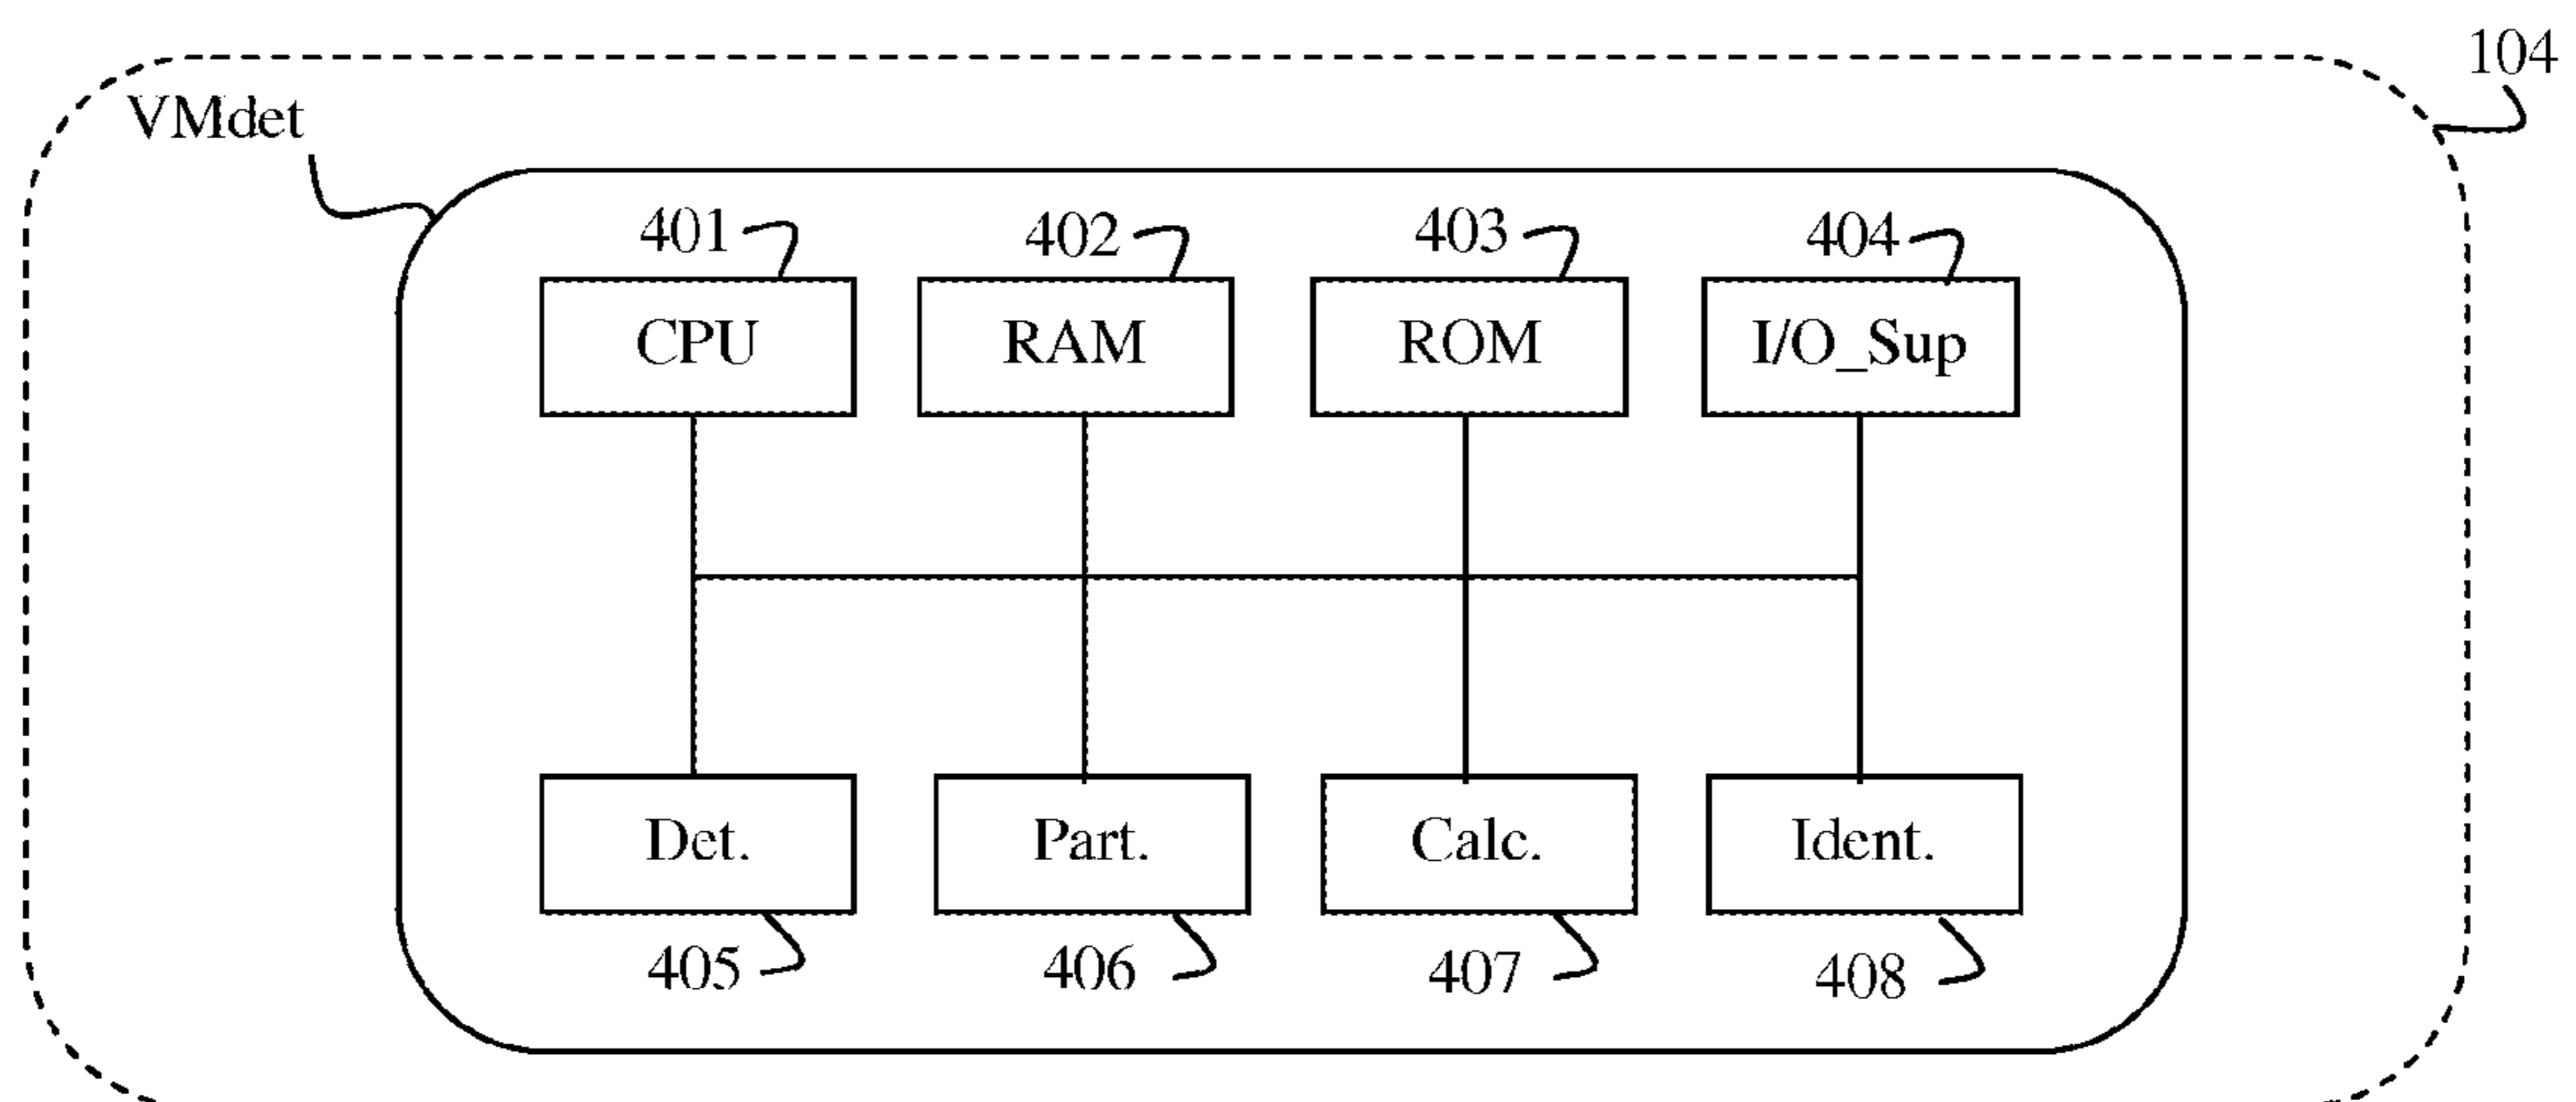 104
VMdet
401 402 403 404
CPU RAM ROM I/O_Sup
Det. Part. Calc. Ident.
405 406 407 408